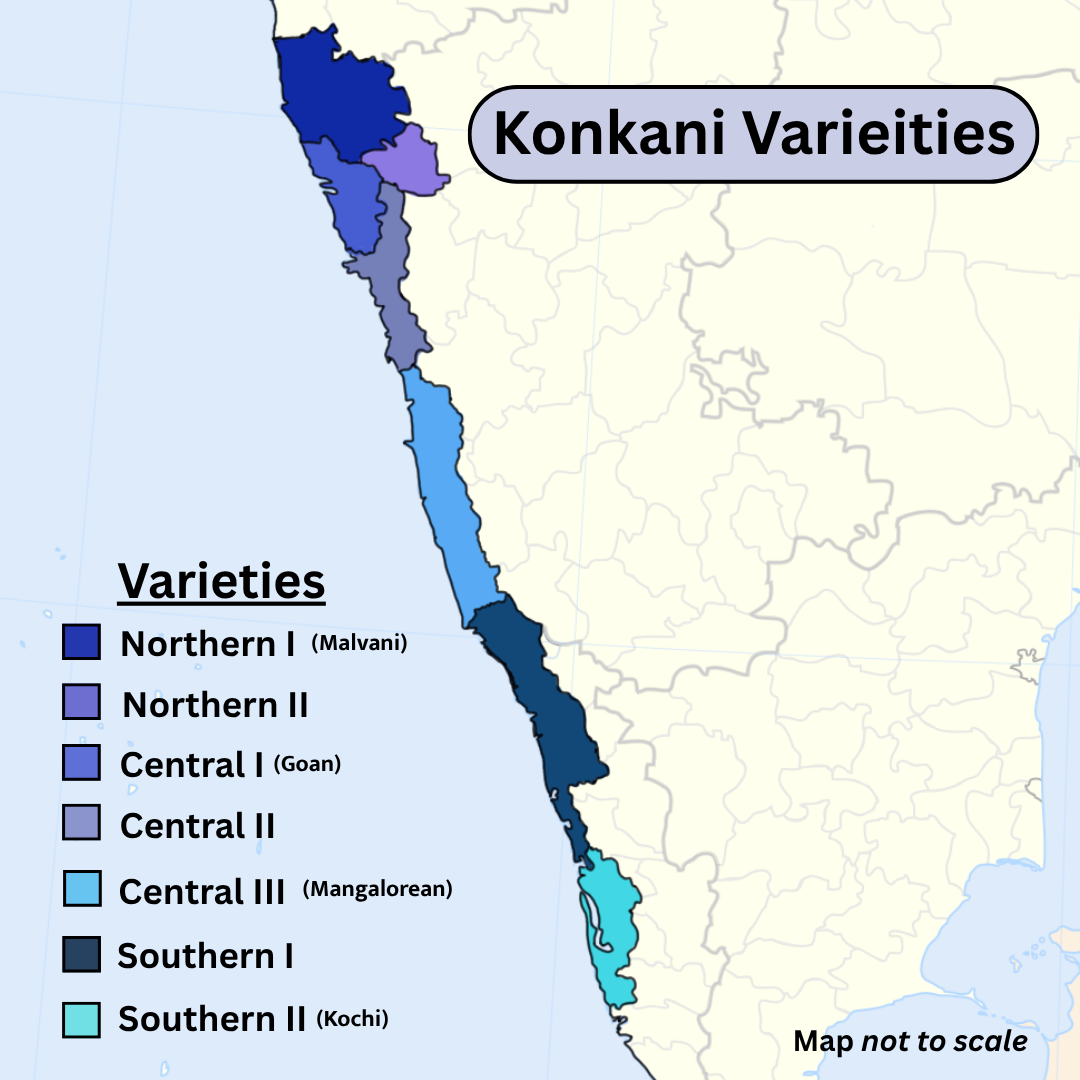 Konkani Varieities
Varieties
Northern I (Malvani)
Northern II
Central I (Goan)
Central II
Central III (Mangalorean)
Southern I
Southern II (Kochi)
Map not to scale